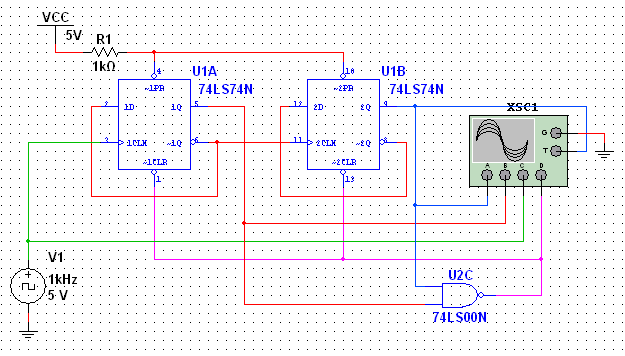 VCC
5V
R1
1kΩ
U1A
74LS74N
4
~1PR
2
1D
1Q
5
3
1CLK
~1Q
6
~1CLR
1
U1B
74LS74N
10
~2PR
12
2D
2Q
9
11
2CLK
~2Q
8
~2CLR
13
XSC1
G
T
A
B
C
D
V1
1kHz
5 V
U2C
74LS00N